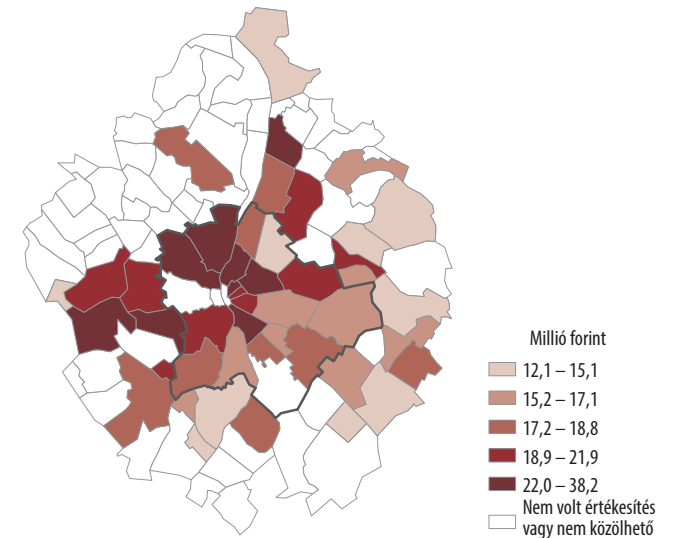 Millió forint
12,1 – 15,1
15,2 – 17,1
17,2 – 18,8
18,9 – 21,9
22,0 – 38,2
Nem volt értékesítés
vagy nem közölhető